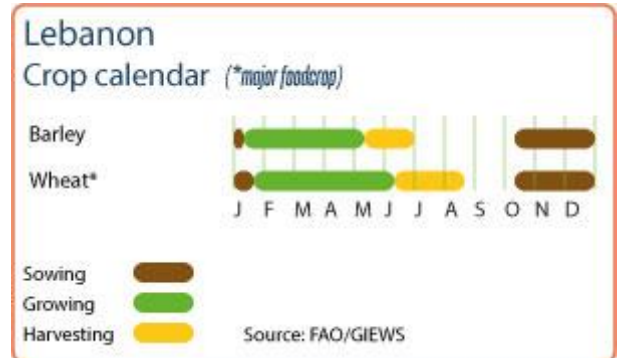 Lebanon
Crop calendar (*major foodcrop)
Barley
Wheat*
J F M A M J J A S O N D
Sowing
Growing
Harvesting Source: FAO/GIEWS